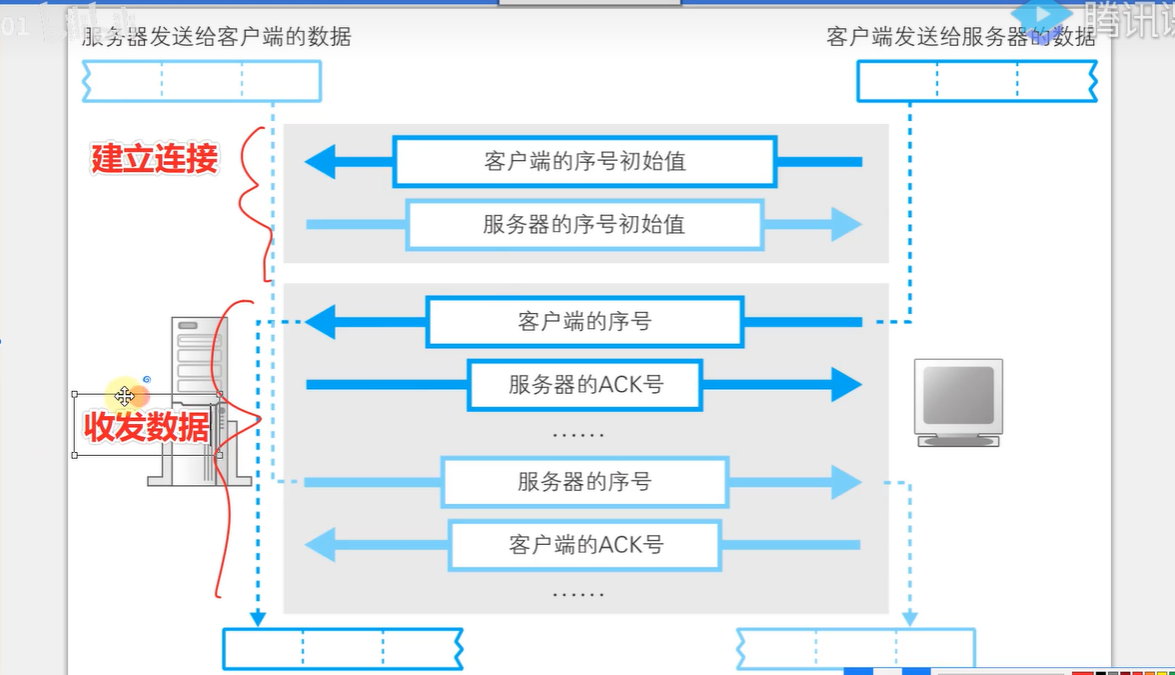 01
服务器发送给客户端的数据
客户端发送给服务器的数据
建立连接
客户端的序号初始值
服务器的序号初始值
客户端的序号
服务器的ACK号
……
收发数据
服务器的序号
客户端的ACK号
……